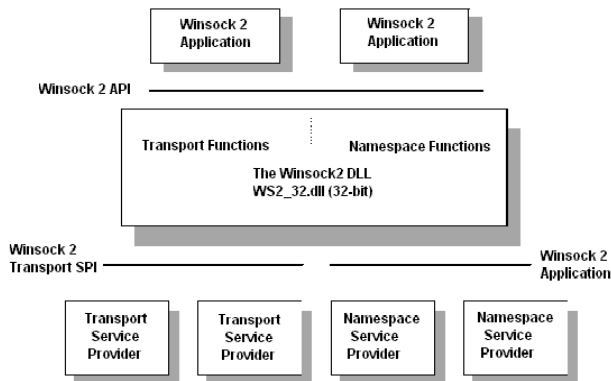 Winsock 2
Application
Winsock 2
Application
Winsock 2 API
Transport Functions
Namespace Functions
The Winsock2 DLL
WS2_32.dll (32-bit)
Winsock 2
Transport SPI
Winsock 2
Application
Transport
Service
Provider
Transport
Service
Provider
Namespace
Service
Provider
Namespace
Service
Provider